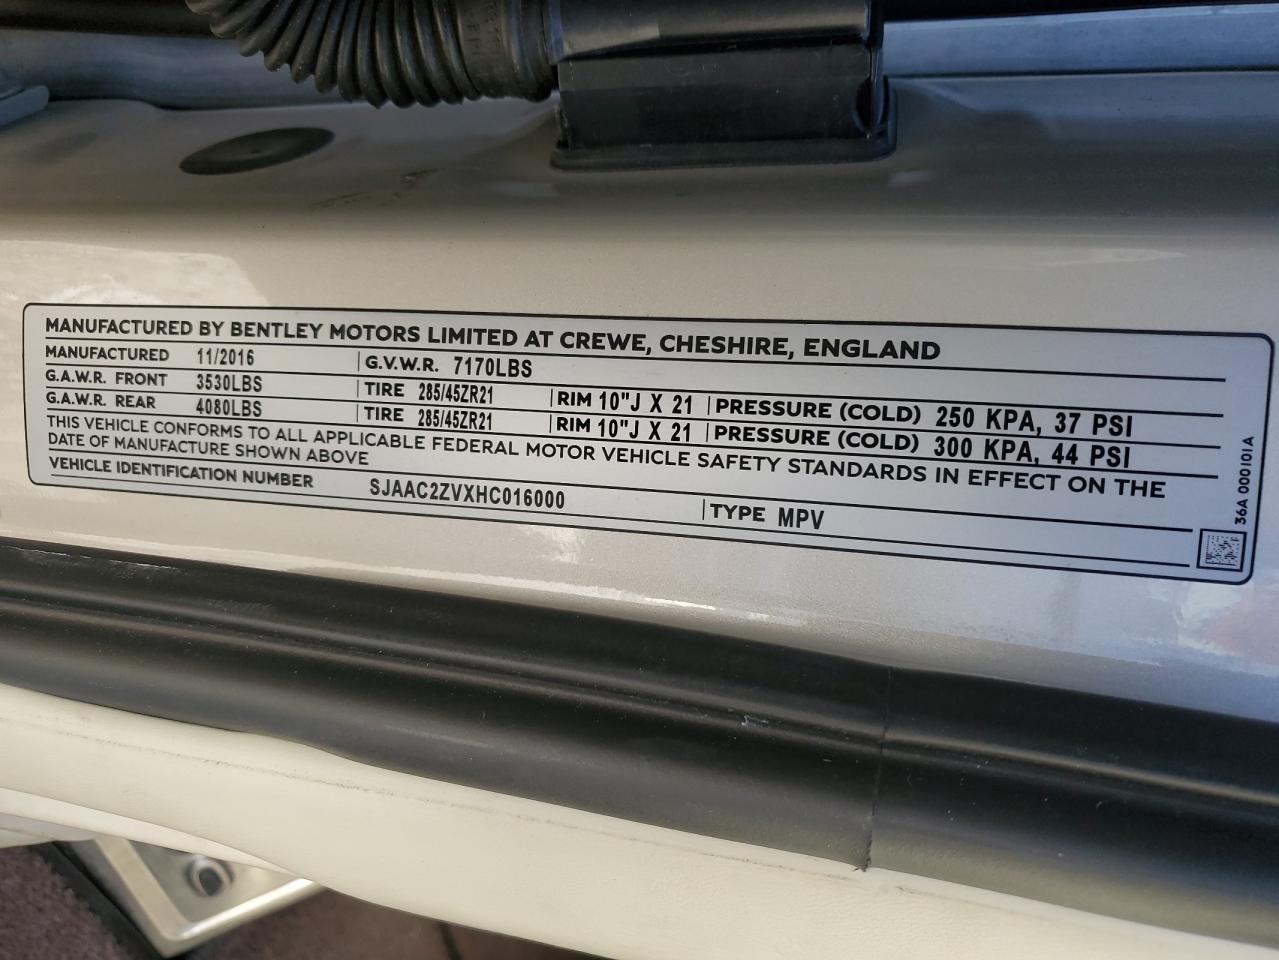 MANUFACTURED BY BENTLEY MOTORS LIMITED AT CREWE, CHESHIRE, ENGLAND
MANUFACTURED 11/2016 G.V.W.R. 7170LBS
G.A.W.R. FRONT 3530LBS TIRE 285/45ZR21 RIM 10"J X 21 PRESSURE (COLD) 250 KPA, 37 PSI
G.A.W.R. REAR 4080LBS TIRE 285/45ZR21 RIM 10"J X 21 PRESSURE (COLD) 300 KPA, 44 PSI
THIS VEHICLE CONFORMS TO ALL APPLICABLE FEDERAL MOTOR VEHICLE SAFETY STANDARDS IN EFFECT ON THE
DATE OF MANUFACTURE SHOWN ABOVE
VEHICLE IDENTIFICATION NUMBER SJAAC2ZVXHC016000 TYPE MPV
36A 000101A